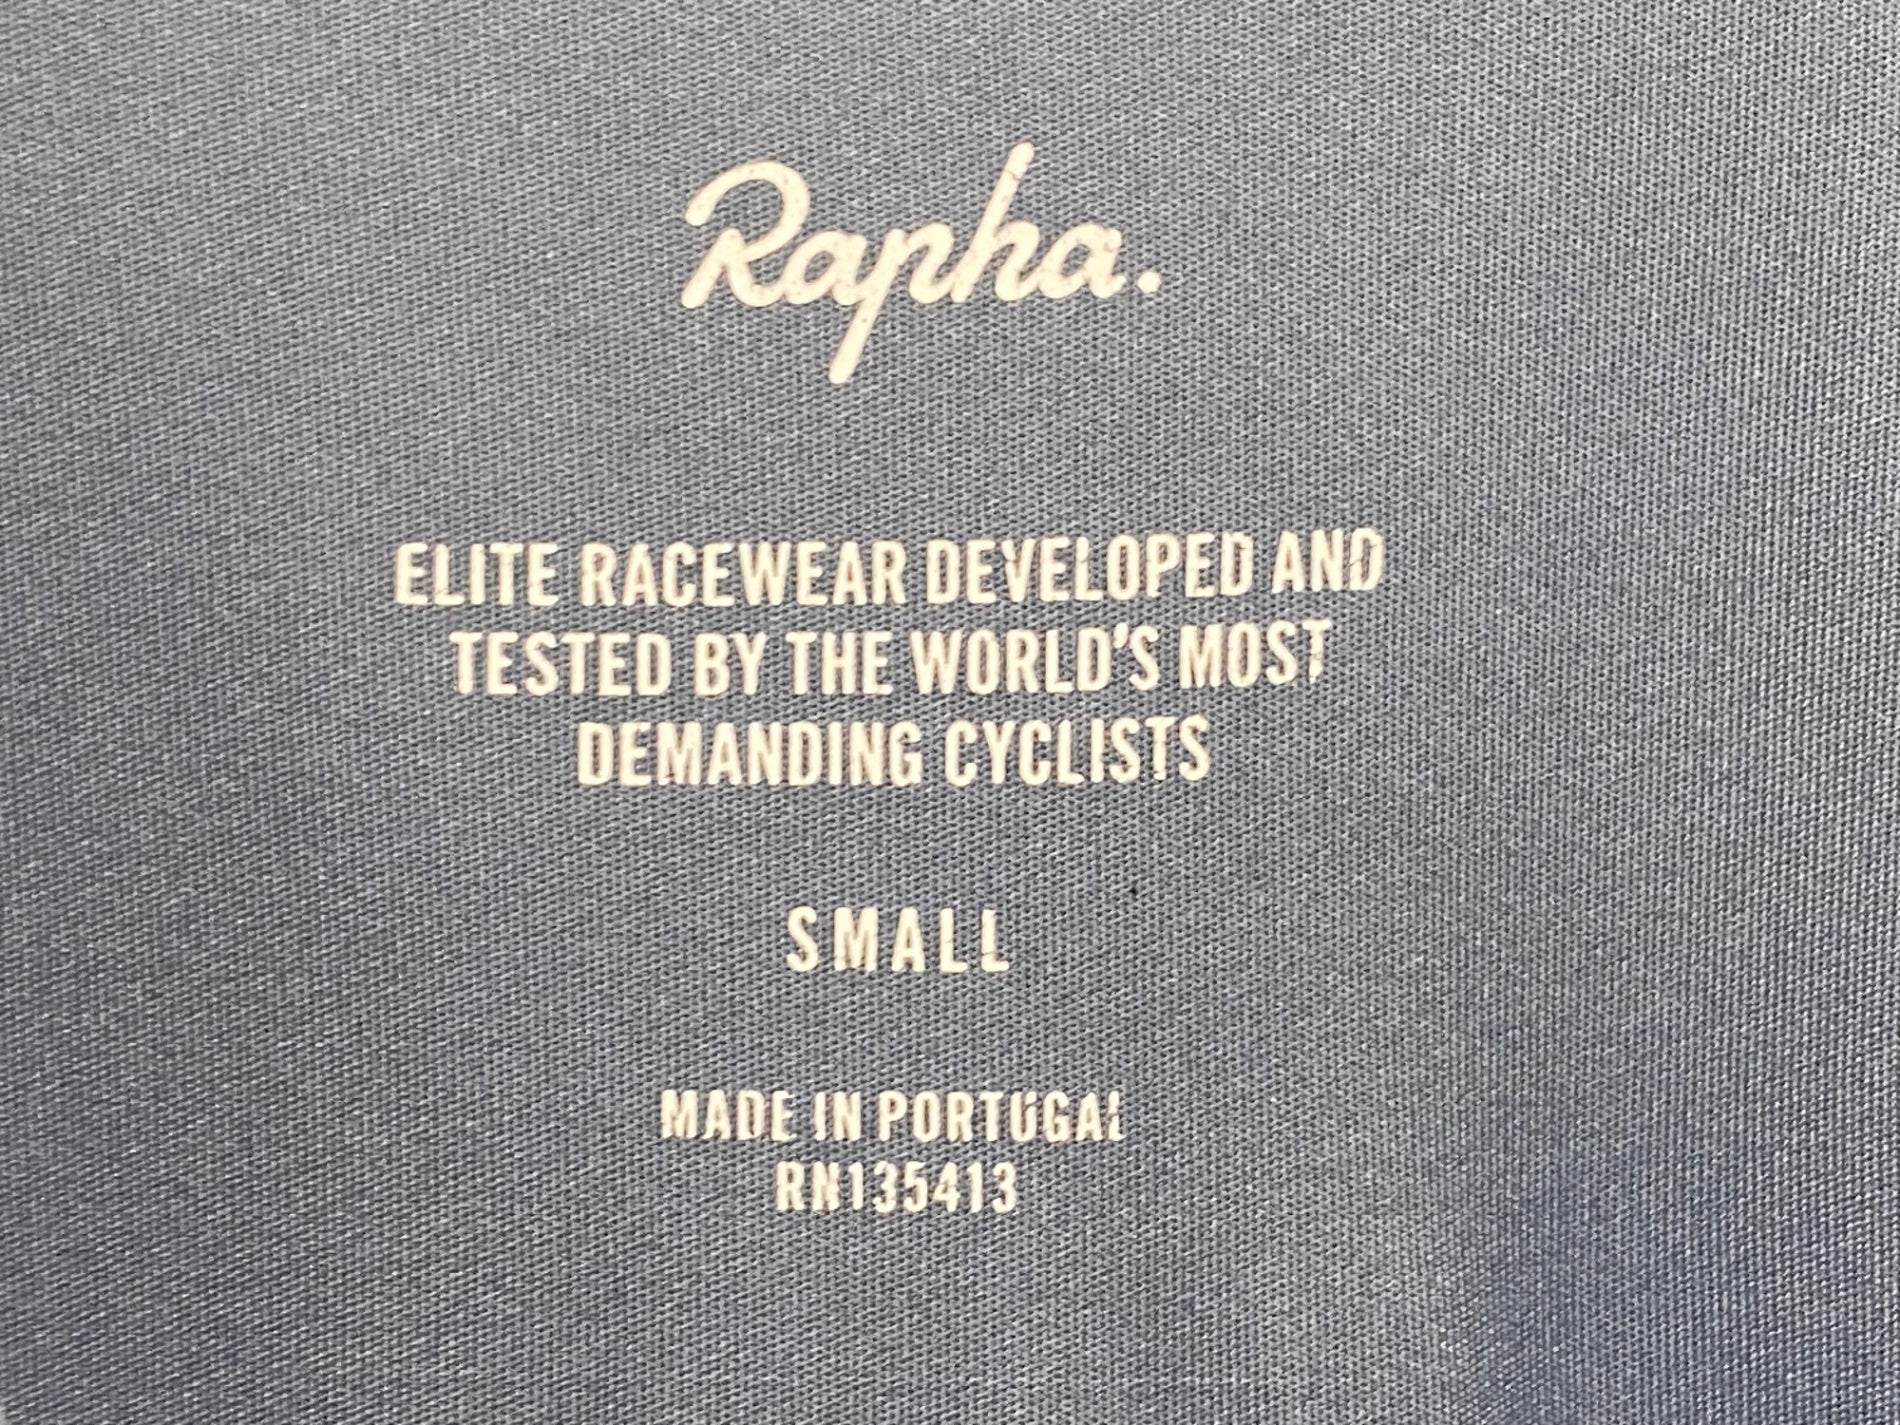 Rapha.
ELITE RACEWEAR DEVELOPED AND
TESTED BY THE WORLD'S MOST
DEMANDING CYCLISTS
SMALL
MADE IN PORTUGAL
RN135413